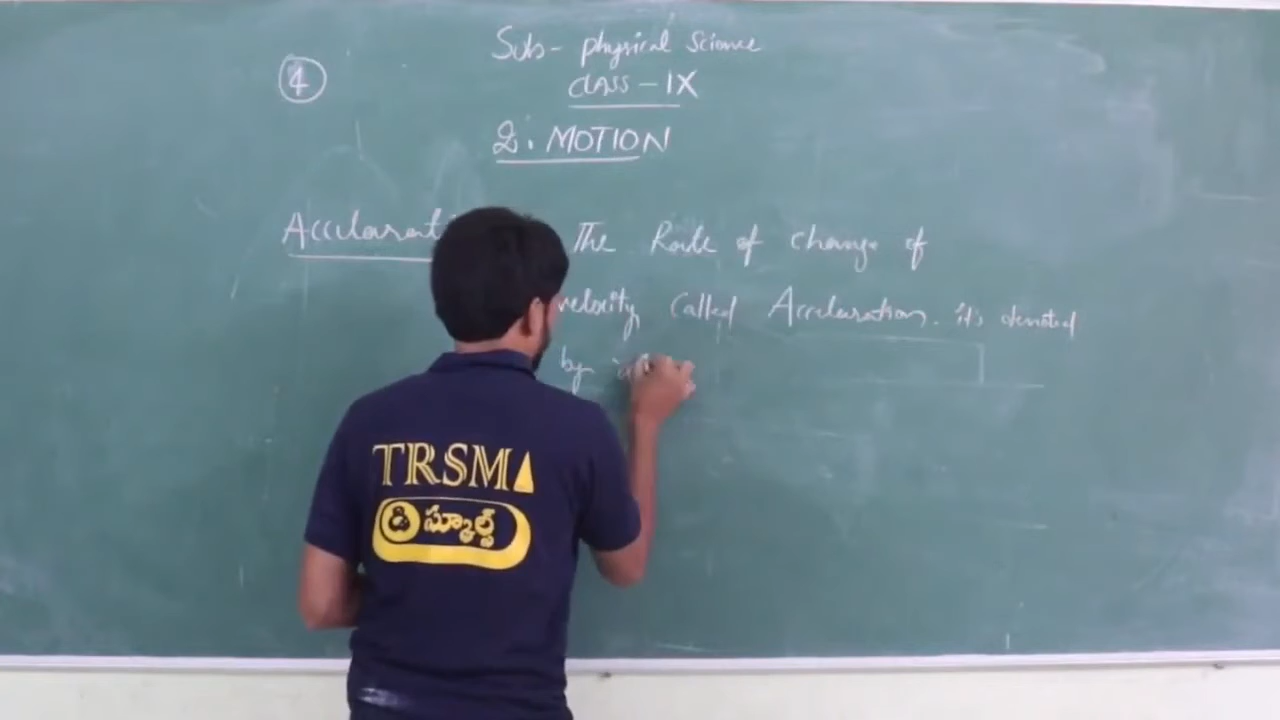 4
Sub- physical Science
CLASS - IX
2. MOTION
The Rate of change of
velocity called Acceleration. it's denoted
by
TRSMA
ది స్కూల్స్